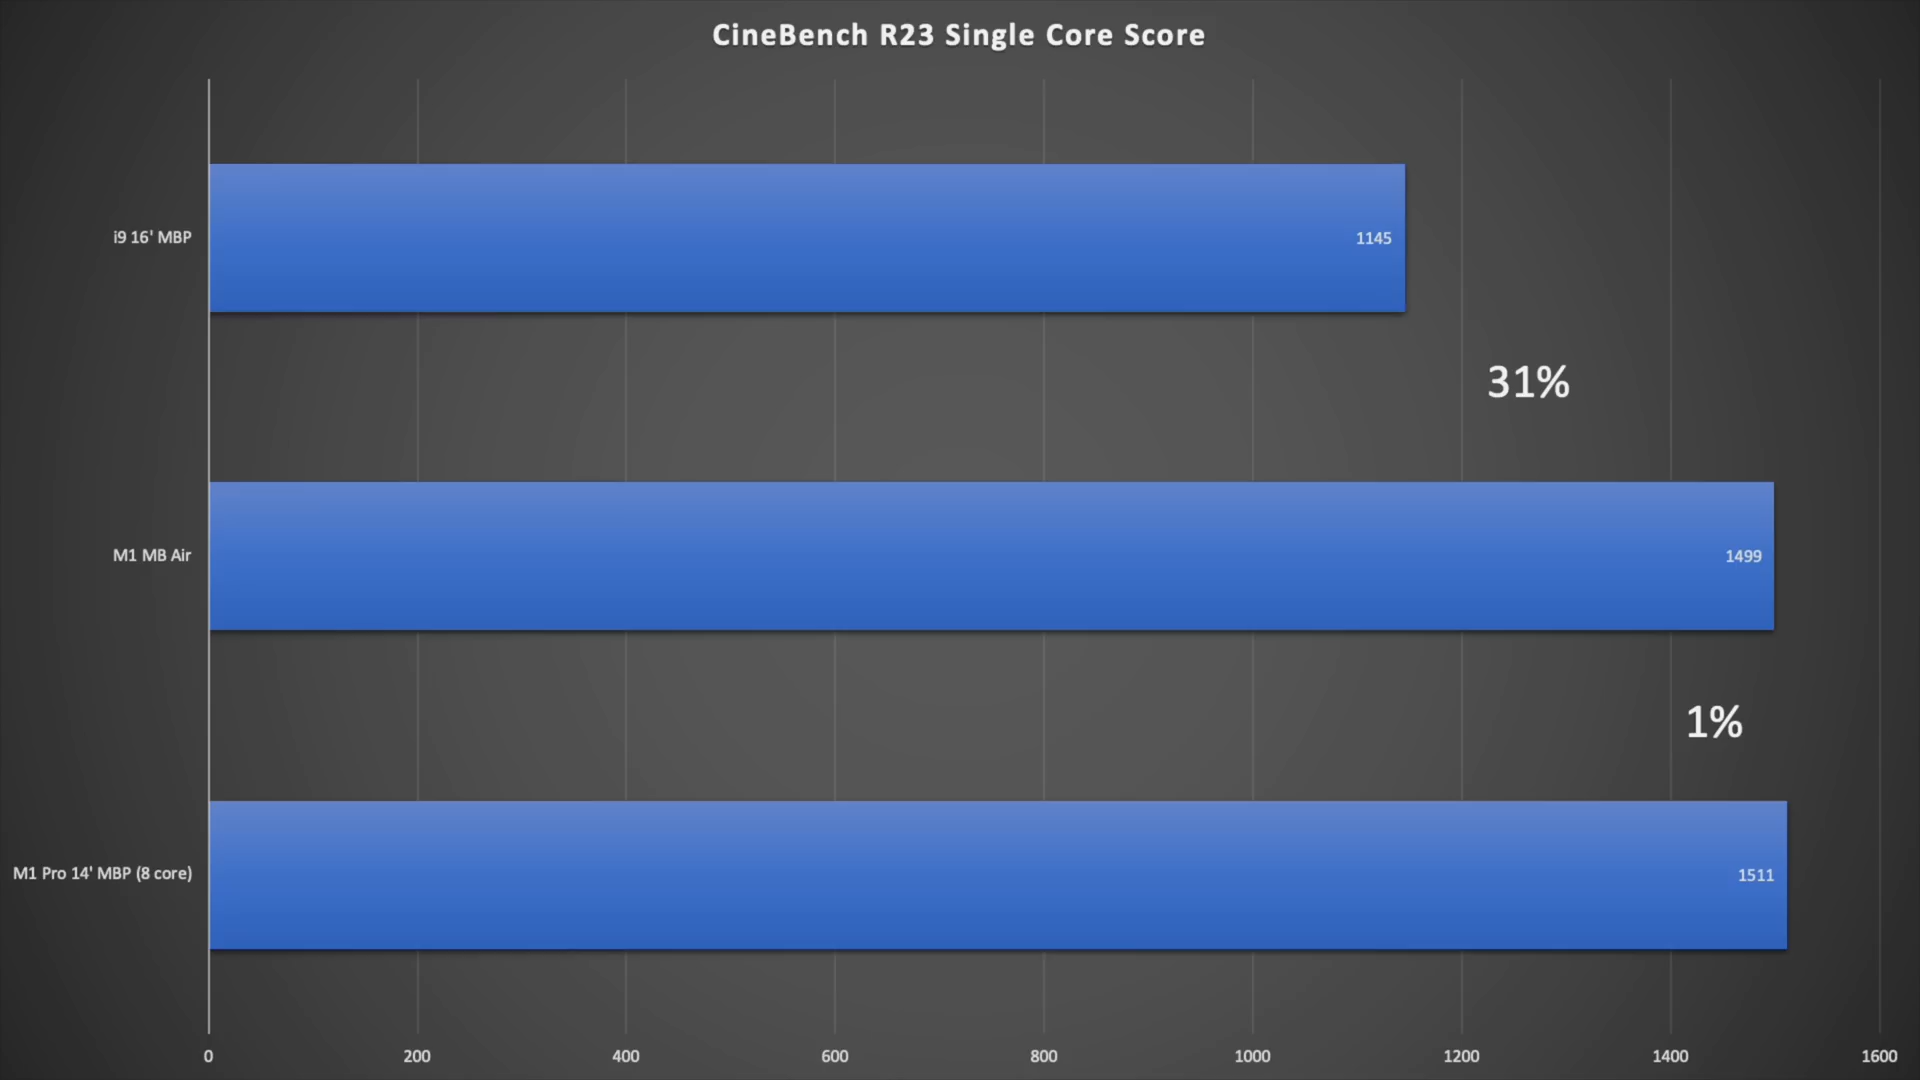 CineBench R23 Single Core Score
i9 16' MBP
1145
31%
M1 MB Air
1499
1%
M1 Pro 14' MBP (8 core)
1511
0 200 400 600 800 1000 1200 1400 1600